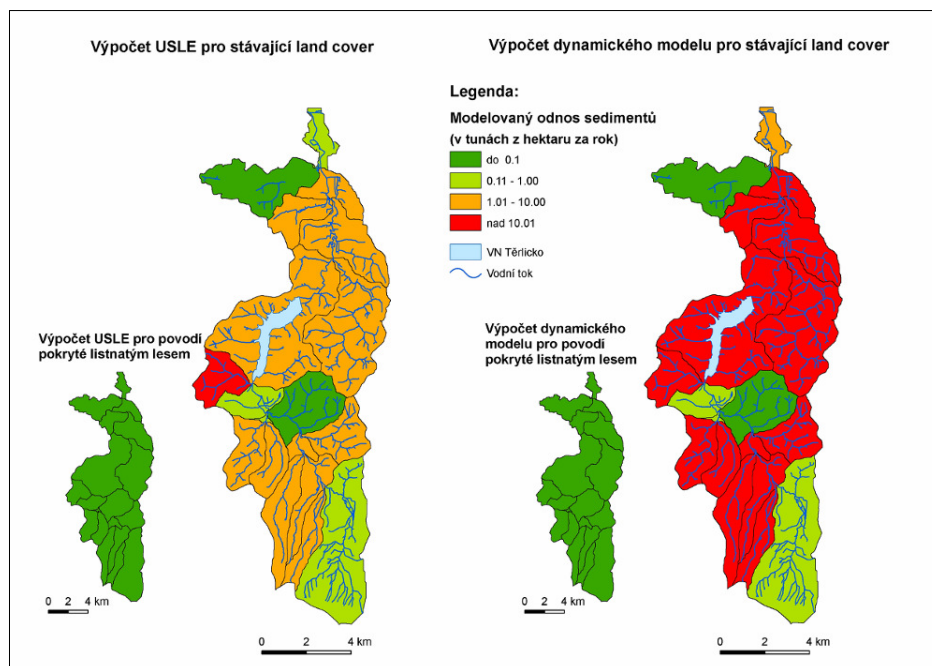 Výpočet USLE pro stávající land cover
Výpočet dynamického modelu pro stávající land cover
Legenda:
Modelovaný odnos sedimentů
(v tunách z hektaru za rok)
do 0.1
0.11 - 1.00
1.01 - 10.00
nad 10.01
VN Těrlicko
Vodní tok
Výpočet USLE pro povodí
pokryté listnatým lesem
Výpočet dynamického
modelu pro povodí
pokryté listnatým lesem
0 2 4 km
0 2 4 km
0 2 4 km
0 2 4 km